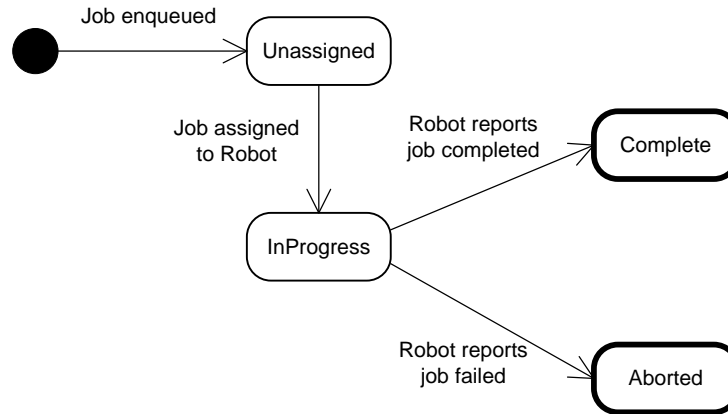 Job enqueued
Unassigned
Job assigned
to Robot
Robot reports
job completed
Complete
InProgress
Robot reports
job failed
Aborted